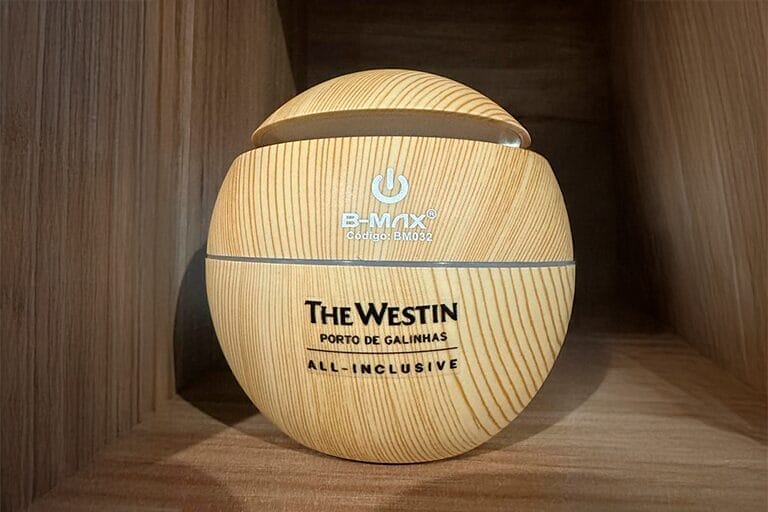 B-MAX®
Código: BM032
THE WESTIN
PORTO DE GALINHAS
ALL-INCLUSIVE